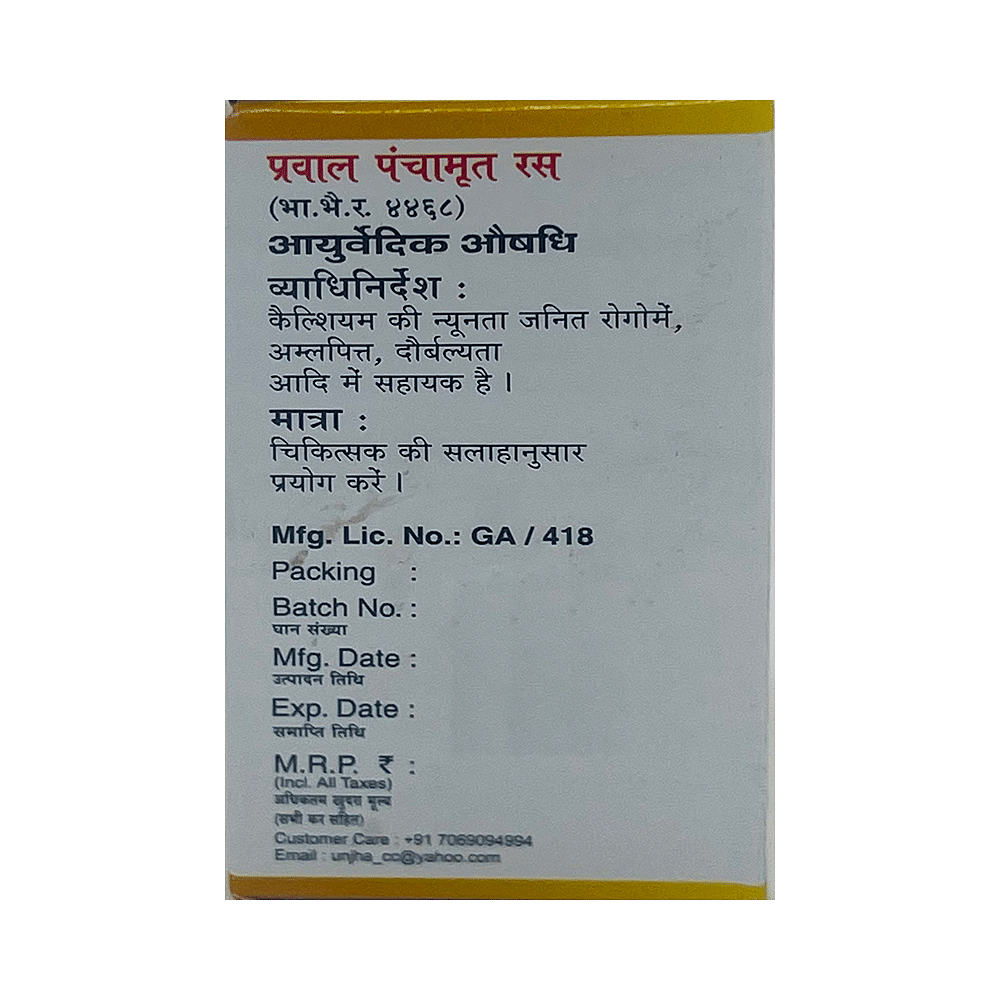 प्रवाल पंचामृत रस
(भा.भै.र. ४४६८)
आयुर्वेदिक औषधि
व्याधिनिर्देश :
कैल्शियम की न्यूनता जनित रोगोमें,
अम्लपित्त, दौर्बल्यता
आदि में सहायक है ।
मात्रा :
चिकित्सक की सलाहानुसार
प्रयोग करें ।
Mfg. Lic. No.: GA / 418
Packing :
Batch No. :
घान संख्या
Mfg. Date :
उत्पादन तिथि
Exp. Date :
समाप्ति तिथि
M.R.P. ₹ :
(Incl. All Taxes)
अधिकतम खुदरा मूल्य
(सभी कर सहित)
Customer Care : +91 7069094994
Email : unjha_cc@yahoo.com